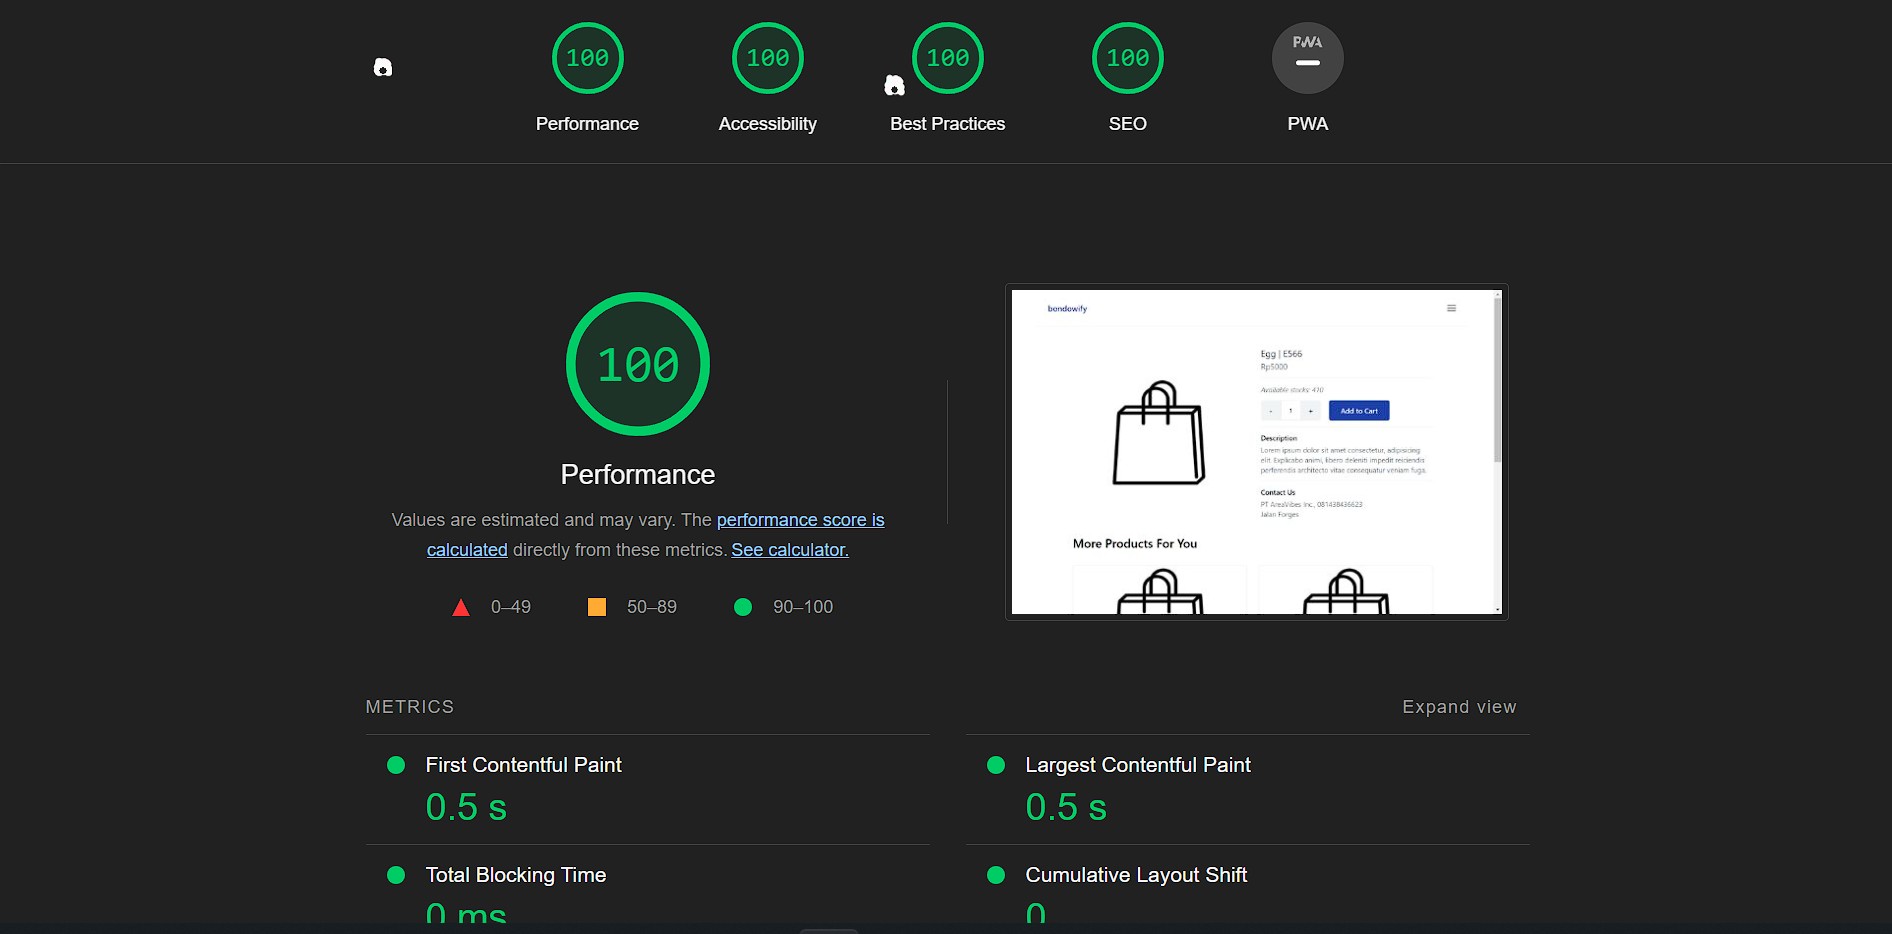 100 100 100 100 PWA
Performance Accessibility Best Practices SEO PWA
100
Performance
Values are estimated and may vary. The performance score is
calculated directly from these metrics. See calculator.
0–49 50–89 90–100
bondowify
Egg | E566
Rp5000
Available stocks: 470
- 1 +
Add to Cart
Description
Lorem ipsum dolor sit amet consectetur, adipisicing
elit. Explicabo animi, libero deleniti impedit reiciendis
perferendis architecto vitae consequatur veniam fuga.
Contact Us
PT AreaVibes Inc., 081438436623
Jalan Forges
More Products For You
METRICS
Expand view
First Contentful Paint
0.5 s
Largest Contentful Paint
0.5 s
Total Blocking Time
0 ms
Cumulative Layout Shift
0